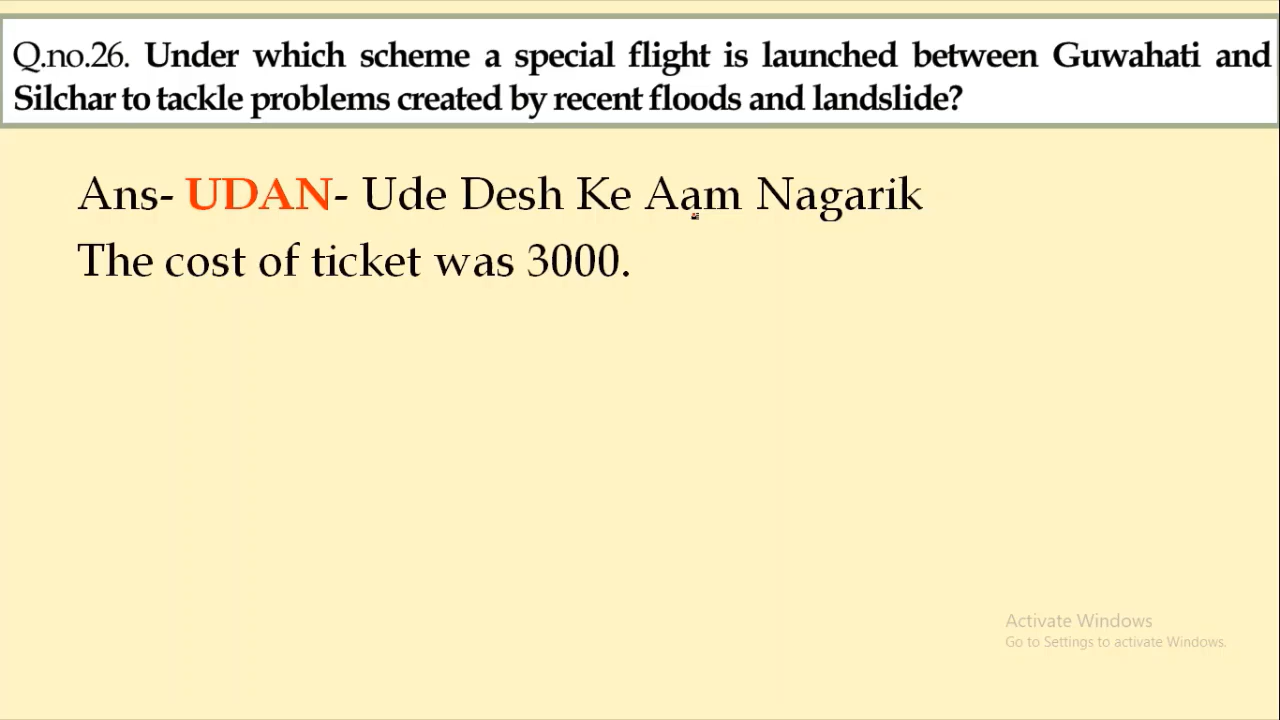 Q.no.26. Under which scheme a special flight is launched between Guwahati and
Silchar to tackle problems created by recent floods and landslide?
Ans- UDAN- Ude Desh Ke Aam Nagarik
The cost of ticket was 3000.
Activate Windows
Go to Settings to activate Windows.